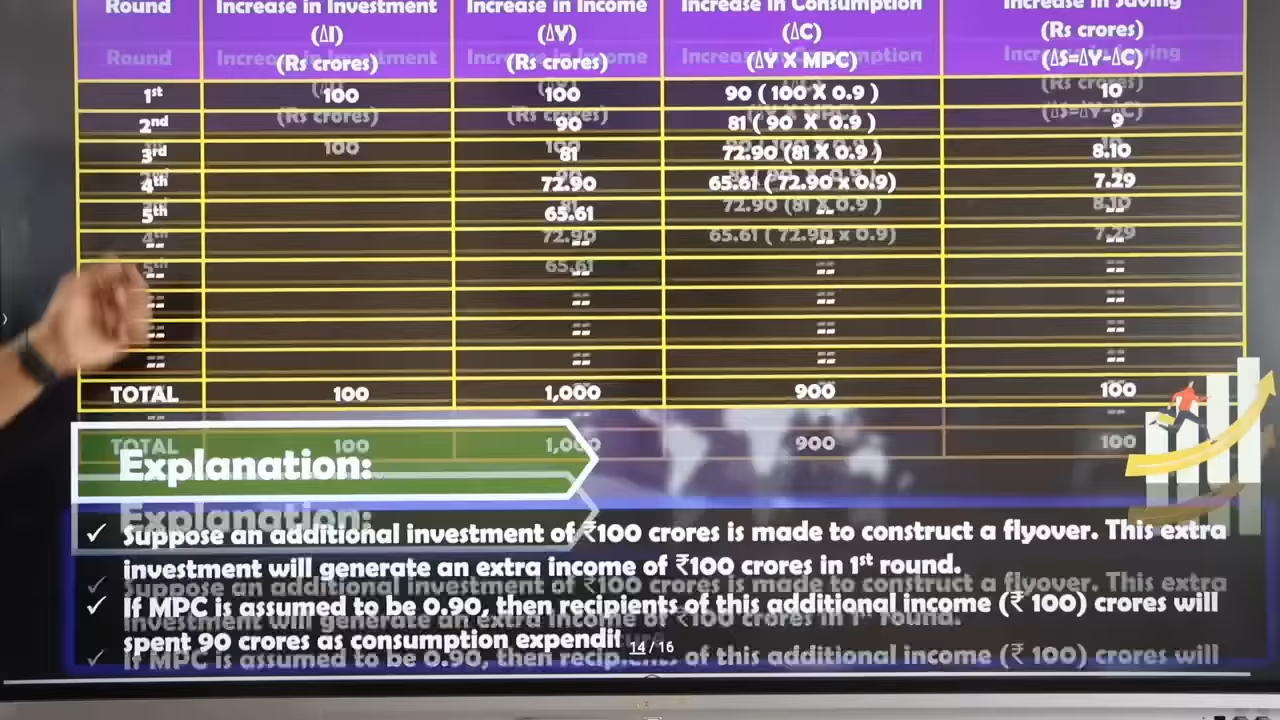 Round Increase in Investment (ΔI) (Rs crores) Increase in Income (ΔY) (Rs crores) Increase in Consumption (ΔC) (ΔY X MPC) Increase in Saving (Rs crores) (ΔS=ΔY-ΔC)
1st 100 100 90 ( 100 X 0.9 ) 10
2nd 90 81 ( 90 X 0.9 ) 9
3rd 81 72.90 (81 X 0.9 ) 8.10
4th 72.90 65.61 ( 72.90 x 0.9) 7.29
5th 65.61 -- --
-- -- -- --
-- -- -- --
-- -- -- --
-- -- -- --
-- -- -- --
TOTAL 100 1,000 900 100
Explanation:
✓ Suppose an additional investment of ₹100 crores is made to construct a flyover. This extra
investment will generate an extra income of ₹100 crores in 1st round.
✓ If MPC is assumed to be 0.90, then recipients of this additional income (₹ 100) crores will
spent 90 crores as consumption
14 / 16